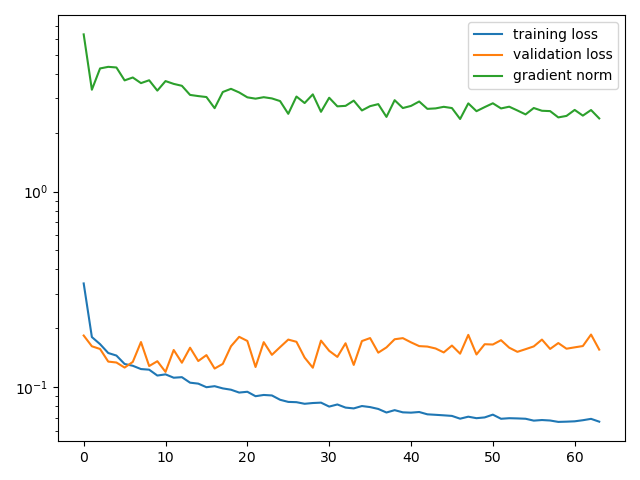 training loss
validation loss
gradient norm
10⁰
10⁻¹
0 10 20 30 40 50 60